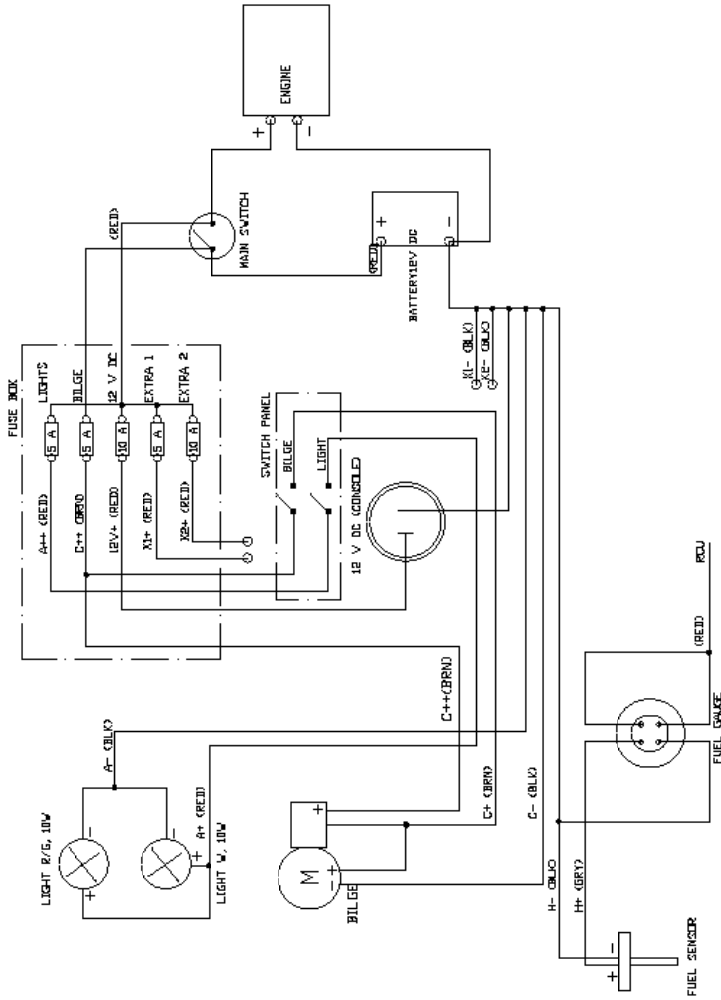 ENGINE
+
-
MAIN SWITCH
(RED)
(RED)
+
-
BATTERY12V DC
X1- (BLK)
X2- (BLK)
FUSE BOX
LIGHTS
BILGE
12 V DC
EXTRA 1
EXTRA 2
5 A
5 A
10 A
5 A
10 A
A++ (RED)
C++ (BRN)
12V+ (RED)
X1+ (RED)
X2+ (RED)
SWITCH PANEL
BILGE
LIGHT
12 V DC (CONSOLE)
C++(BRN)
A- (BLK)
A+ (RED)
C+ (BRN)
C- (BLK)
LIGHT R/G, 10W
+
-
LIGHT W, 10W
+
-
M
+
+
-
BILGE
H- (BLK)
H+ (GRY)
(RED)
RCU
FUEL GAUGE
+
-
FUEL SENSOR